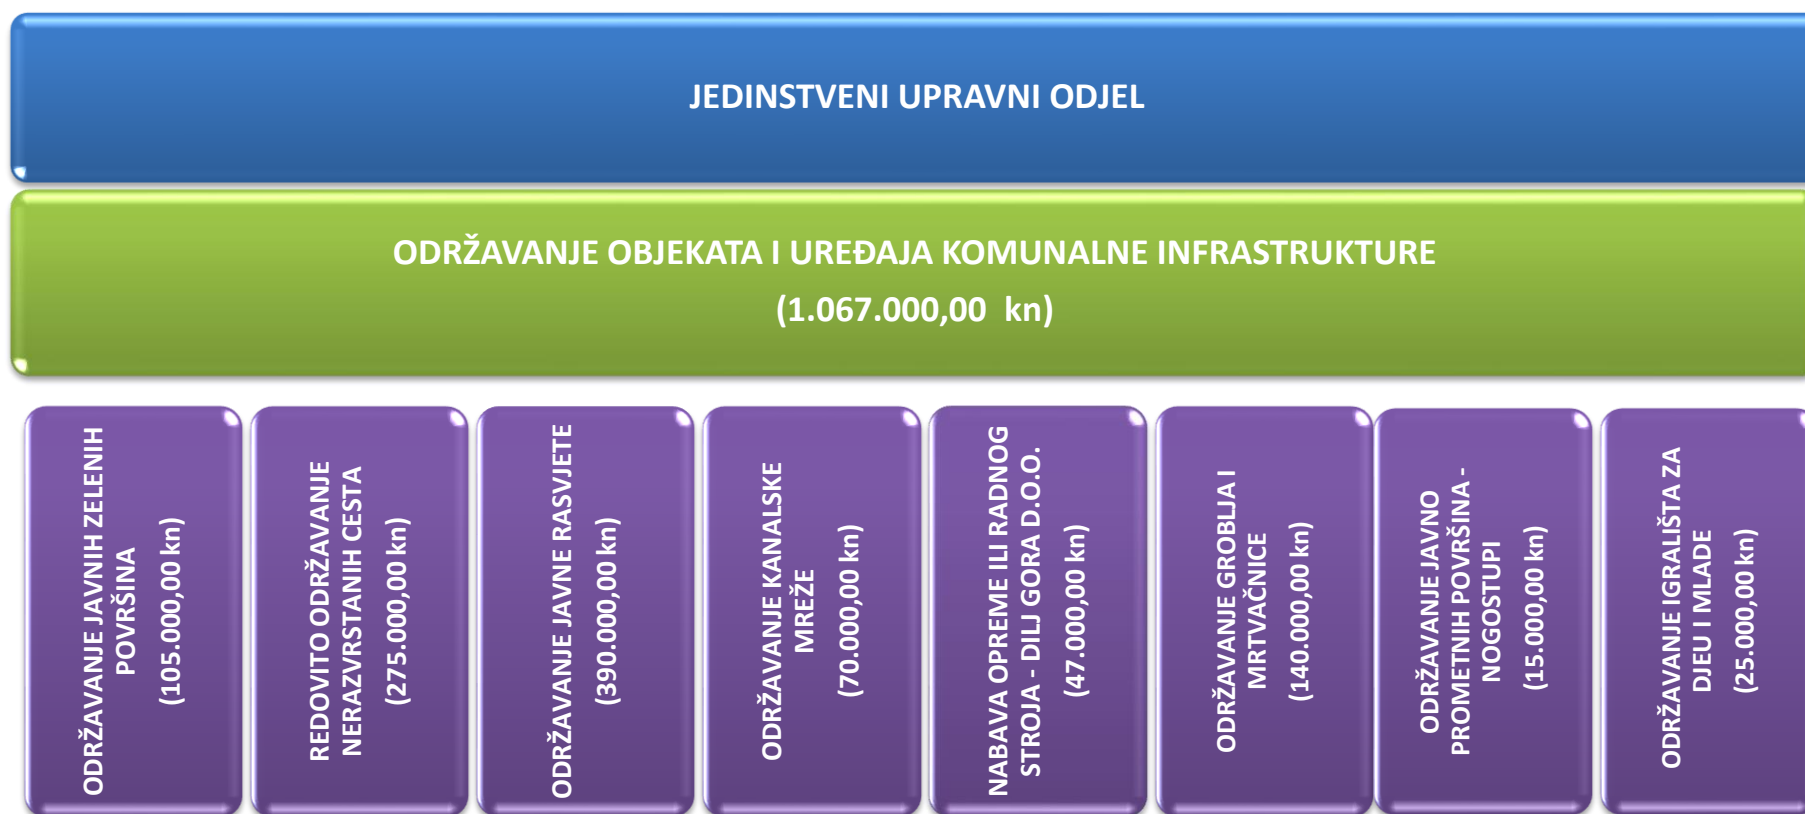 JEDINSTVENI UPRAVNI ODJEL
ODRŽAVANJE OBJEKATA I UREĐAJA KOMUNALNE INFRASTRUKTURE
(1.067.000,00 kn)
ODRŽAVANJE JAVNIH ZELENIH
POVRŠINA
(105.000,00 kn)
REDOVITO ODRŽAVANJE
NERAZVRSTANIH CESTA
(275.000,00 kn)
ODRŽAVANJE JAVNE RASVJETE
(390.000,00 kn)
ODRŽAVANJE KANALSKE
MREŽE
(70.000,00 kn)
NABAVA OPREME ILI RADNOG
STROJA - DILJ GORA D.O.O.
(47.000,00 kn)
ODRŽAVANJE GROBLJA I
MRTVAČNICE
(140.000,00 kn)
ODRŽAVANJE JAVNO
PROMETNIH POVRŠINA -
NOGOSTUPI
(15.000,00 kn)
ODRŽAVANJE IGRALIŠTA ZA
DJEU I MLADE
(25.000,00 kn)